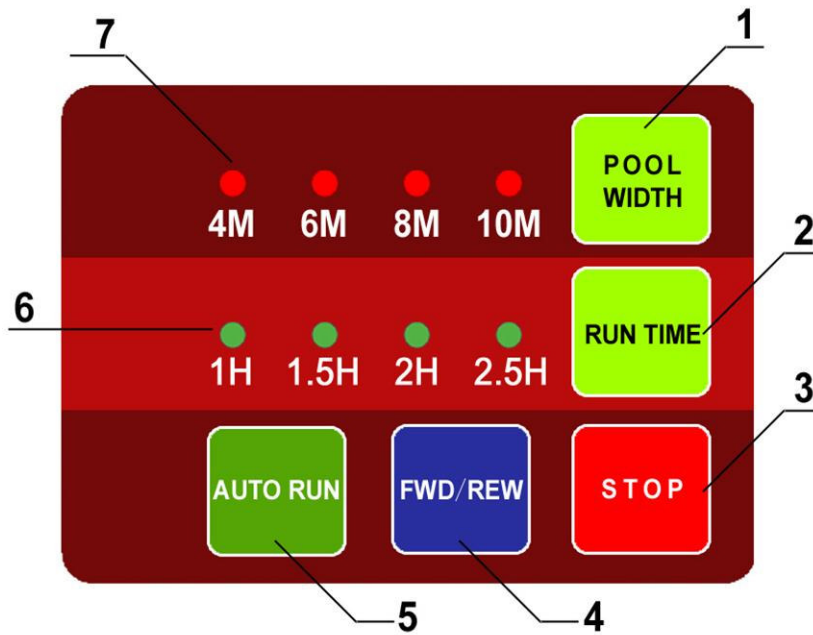 7
1
POOL
WIDTH
4M 6M 8M 10M
2
6
RUN TIME
1H 1.5H 2H 2.5H
3
AUTO RUN FWD/REW STOP
5 4